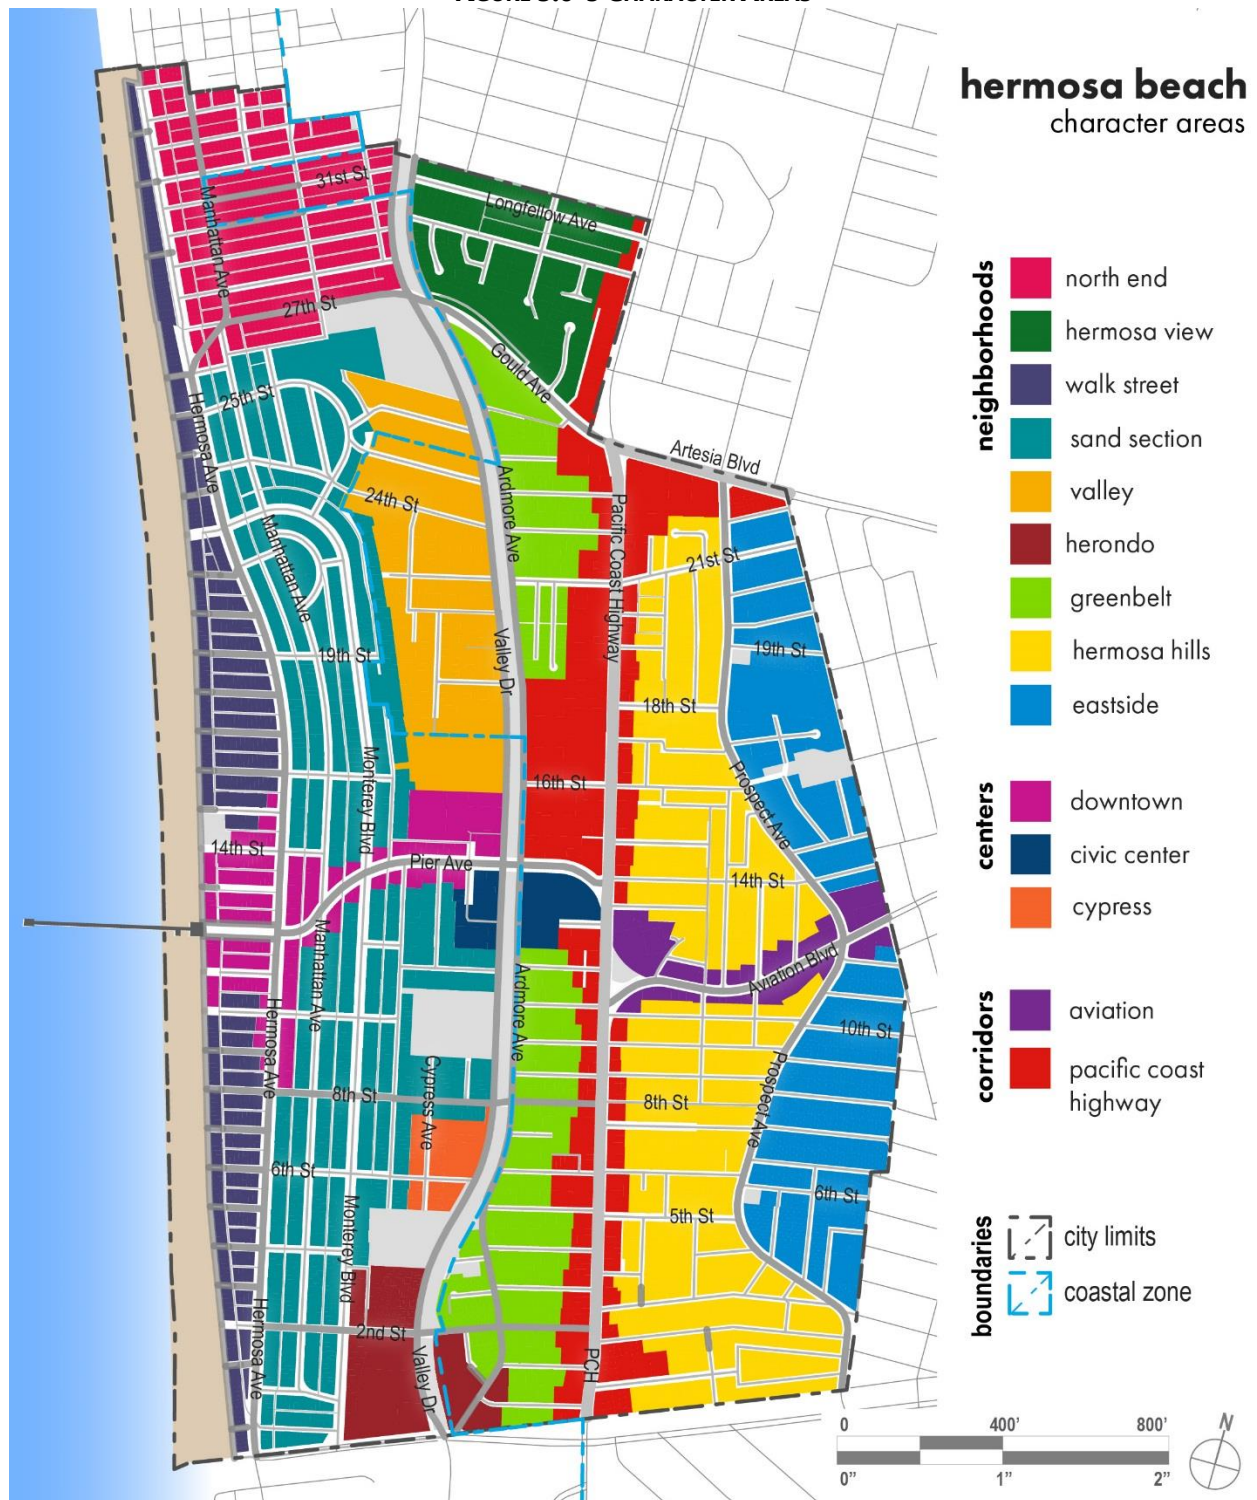 FIGURE 3.6-3 CHARACTER AREAS
hermosa beach
character areas
neighborhoods
north end
hermosa view
walk street
sand section
valley
herondo
greenbelt
hermosa hills
eastside
centers
downtown
civic center
cypress
corridors
aviation
pacific coast
highway
boundaries
city limits
coastal zone
0 400' 800'
0" 1" 2"
N
31st St
Longfellow Ave
Manhattan Ave
27th St
Gould Ave
25th St
Hermosa Ave
Artesia Blvd
24th St
Ardmore Ave
Pacific Coast Highway
Manhattan Ave
21st St
19th St
Valley Dr
19th St
18th St
Monterey Blvd
16th St
Prospect Ave
14th St
Pier Ave
14th St
Manhattan Ave
Ardmore Ave
Aviation Blvd
Hermosa Ave
10th St
Cypress Ave
8th St
8th St
Prospect Ave
6th St
Monterey Blvd
5th St
6th St
Hermosa Ave
2nd St
Valley Dr
PCH